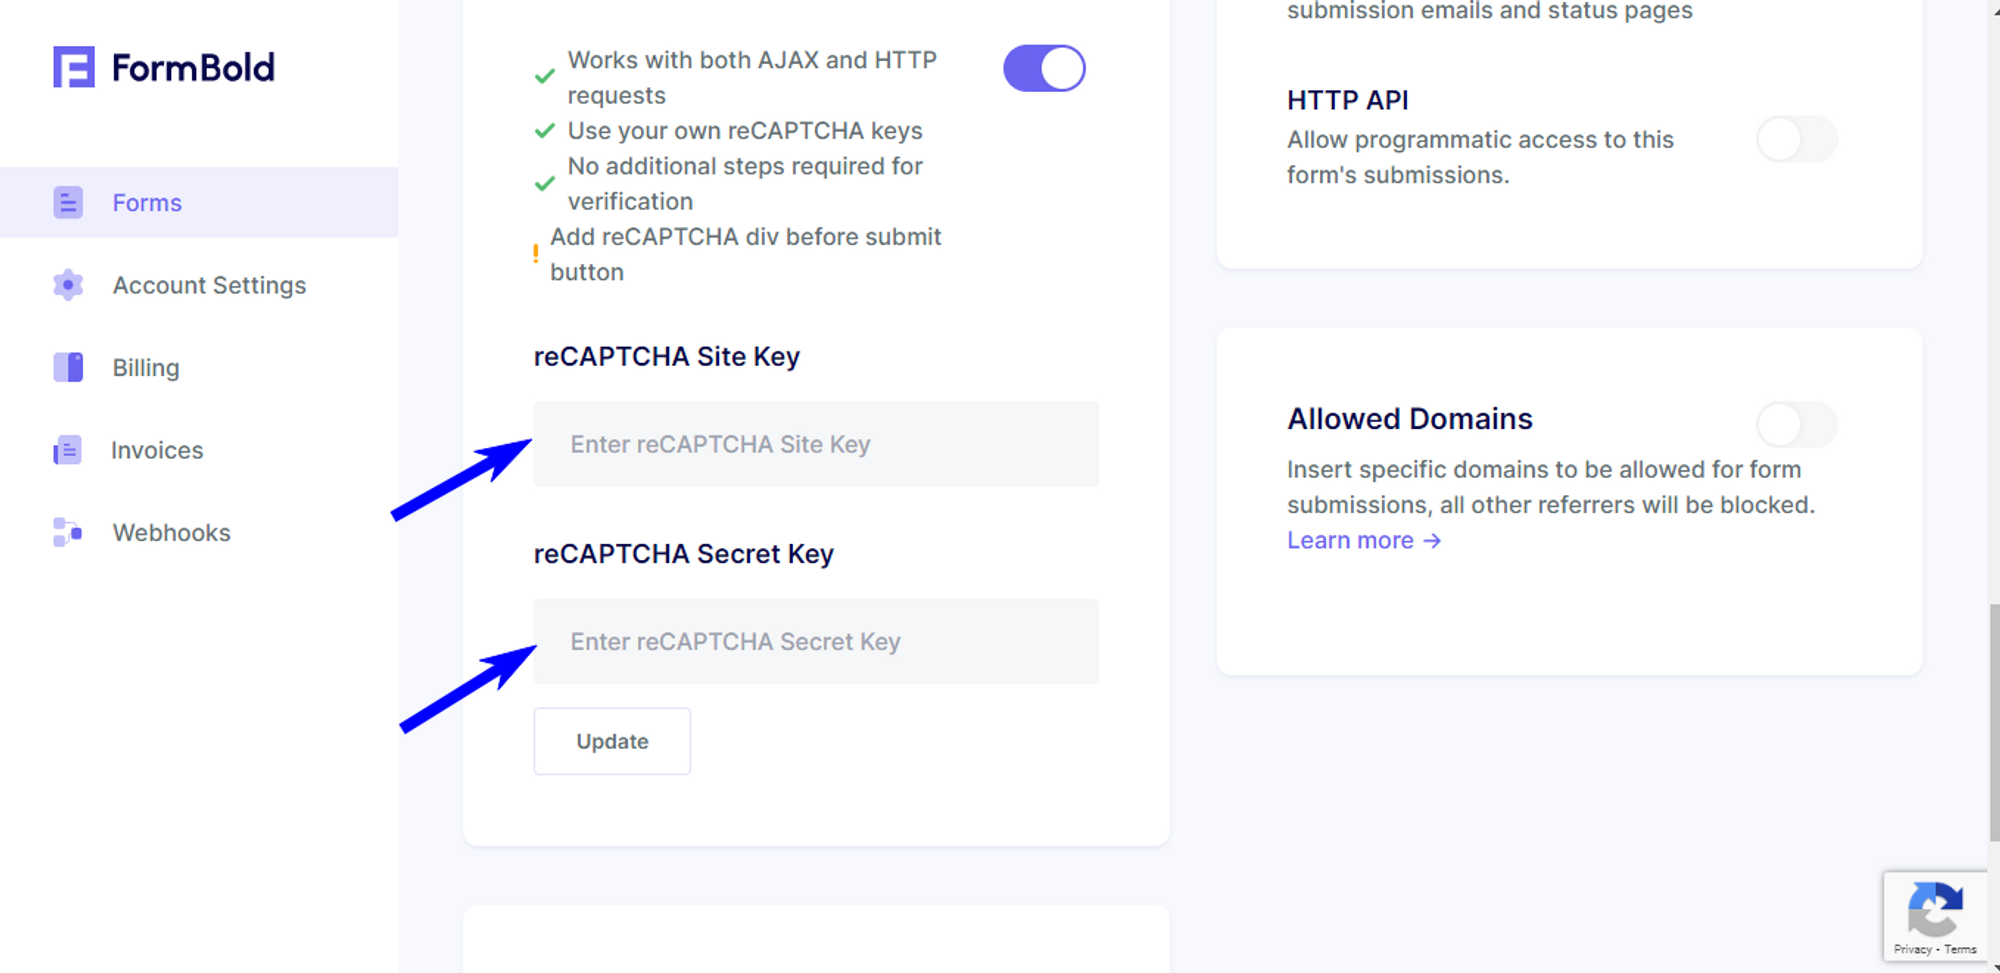 FormBold
Forms
Account Settings
Billing
Invoices
Webhooks
Works with both AJAX and HTTP
requests
Use your own reCAPTCHA keys
No additional steps required for
verification
Add reCAPTCHA div before submit
button
reCAPTCHA Site Key
Enter reCAPTCHA Site Key
reCAPTCHA Secret Key
Enter reCAPTCHA Secret Key
Update
submission emails and status pages
HTTP API
Allow programmatic access to this
form's submissions.
Allowed Domains
Insert specific domains to be allowed for form
submissions, all other referrers will be blocked.
Learn more →
Privacy - Terms